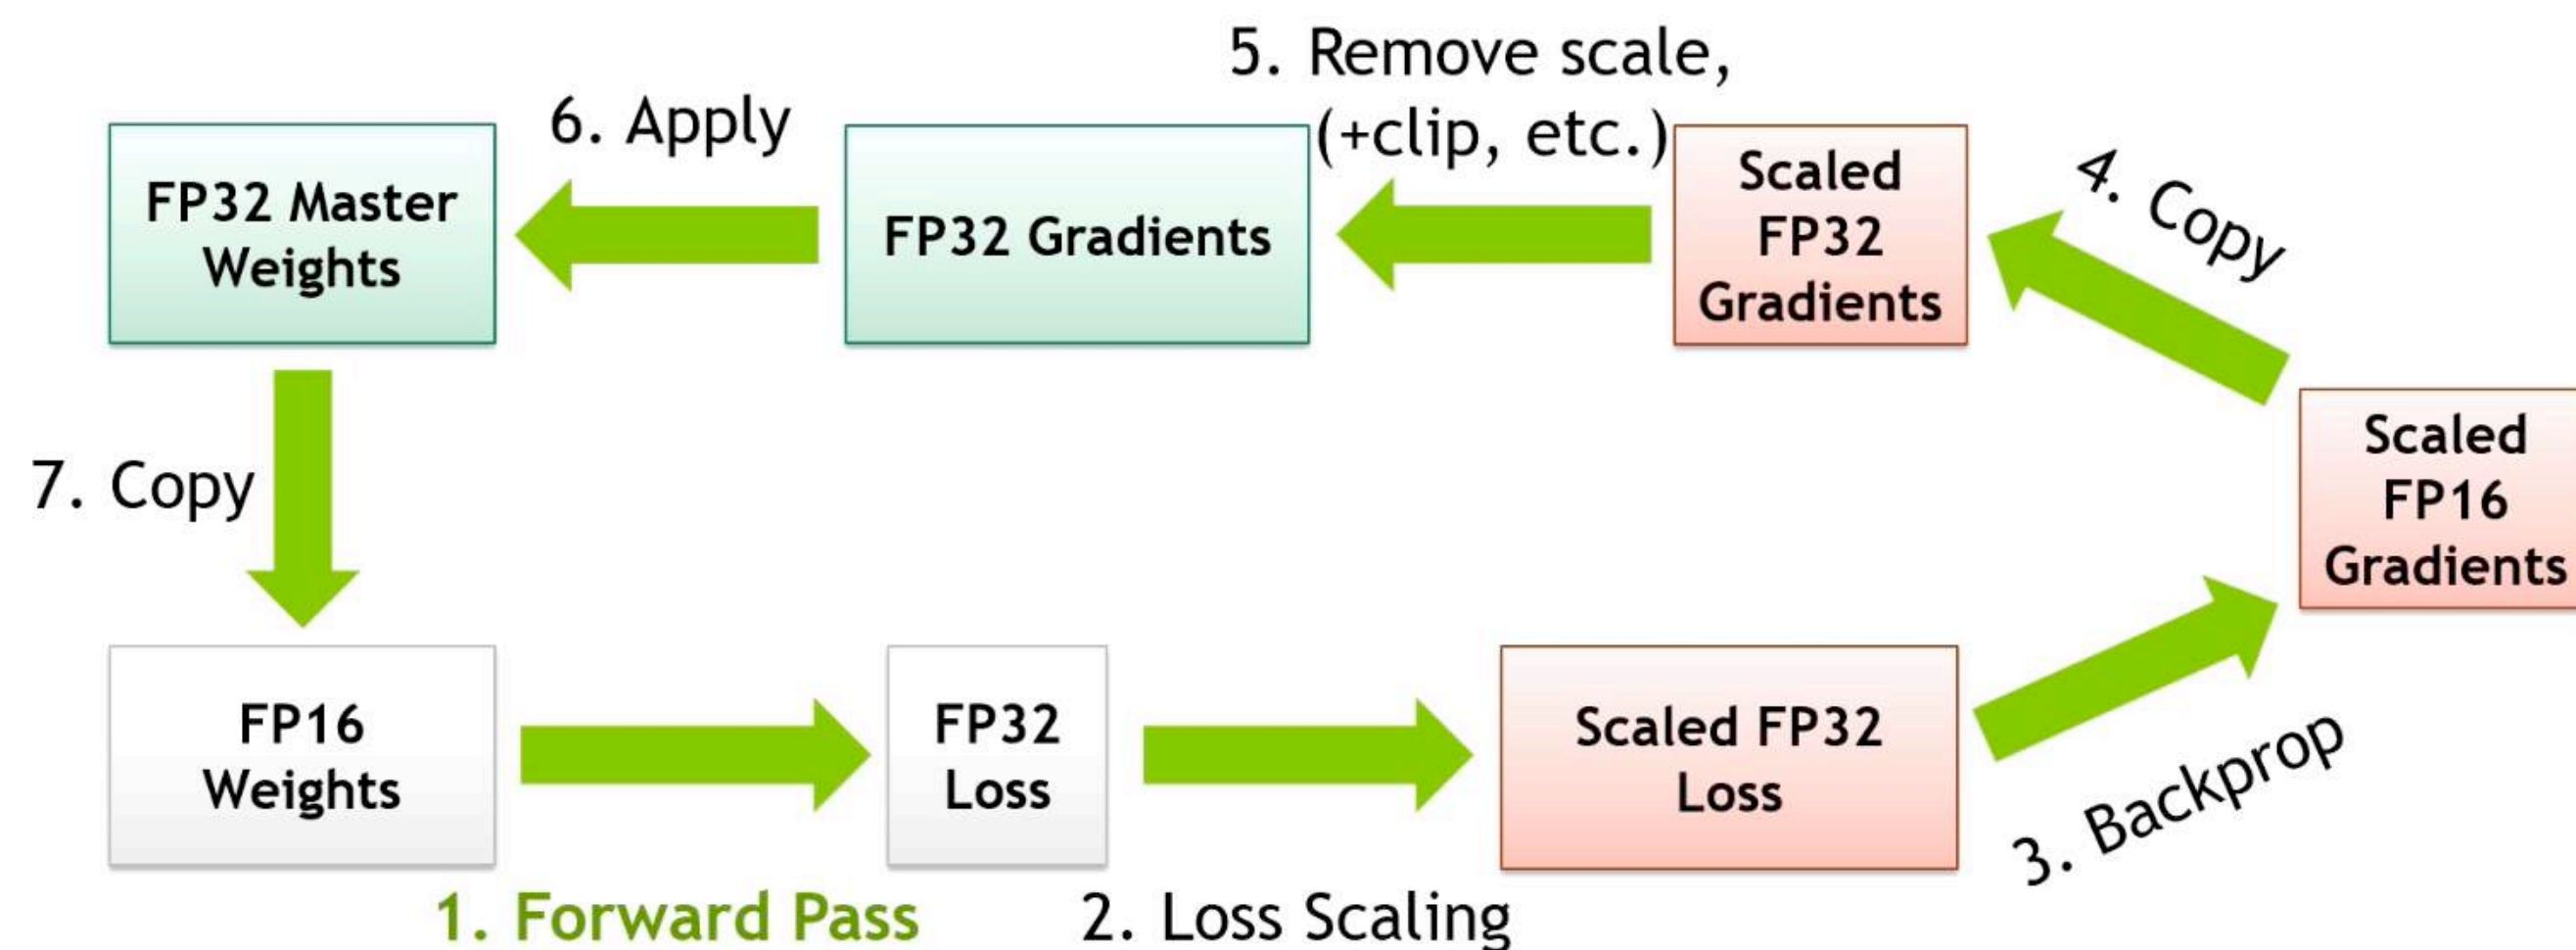 5. Remove scale,
(+clip, etc.)
6. Apply
4. Copy
FP32 Master
Weights
FP32 Gradients
Scaled
FP32
Gradients
7. Copy
Scaled
FP16
Gradients
FP16
Weights
FP32
Loss
Scaled FP32
Loss
3. Backprop
1. Forward Pass
2. Loss Scaling